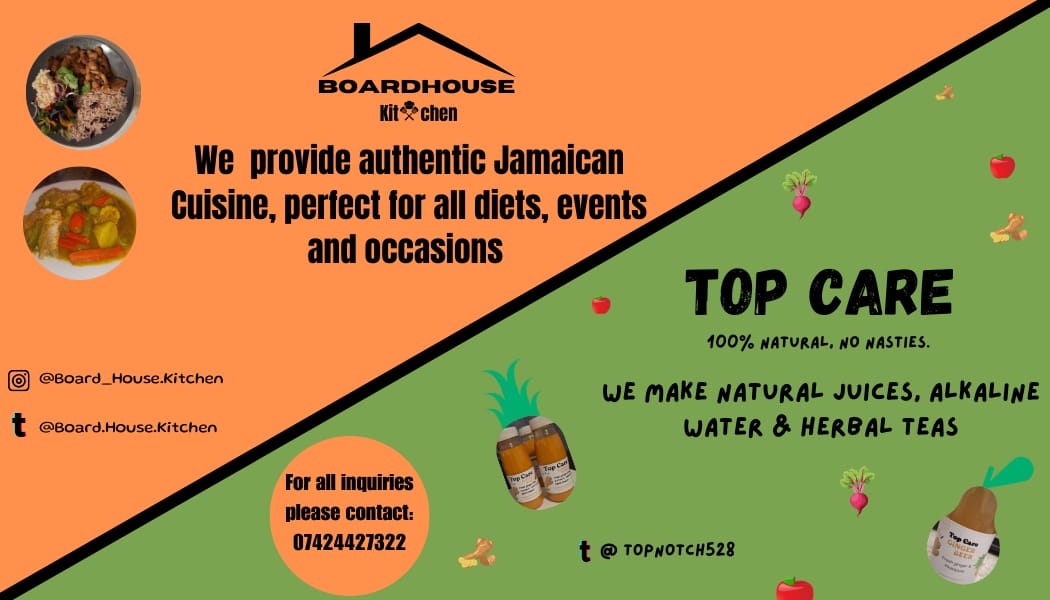 BOARDHOUSE
Kitchen
We provide authentic Jamaican
Cuisine, perfect for all diets, events
and occasions
@Board_House.Kitchen
@Board.House.Kitchen
For all inquiries
please contact:
07424427322
TOP CARE
100% NATURAL, NO NASTIES.
WE MAKE NATURAL JUICES, ALKALINE
WATER & HERBAL TEAS
Top Care
Top Care
@ TOPNOTCH528
Top Care
GINGER
BEER